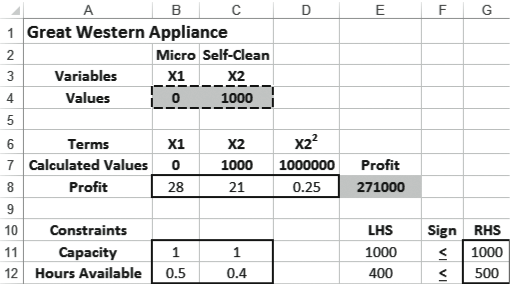 A B C D E F G
1 Great Western Appliance
2 Micro Self-Clean
3 Variables X1 X2
4 Values 0 1000
5
6 Terms X1 X2 X2²
7 Calculated Values 0 1000 1000000 Profit
8 Profit 28 21 0.25 271000
9
10 Constraints LHS Sign RHS
11 Capacity 1 1 1000 ≤ 1000
12 Hours Available 0.5 0.4 400 ≤ 500